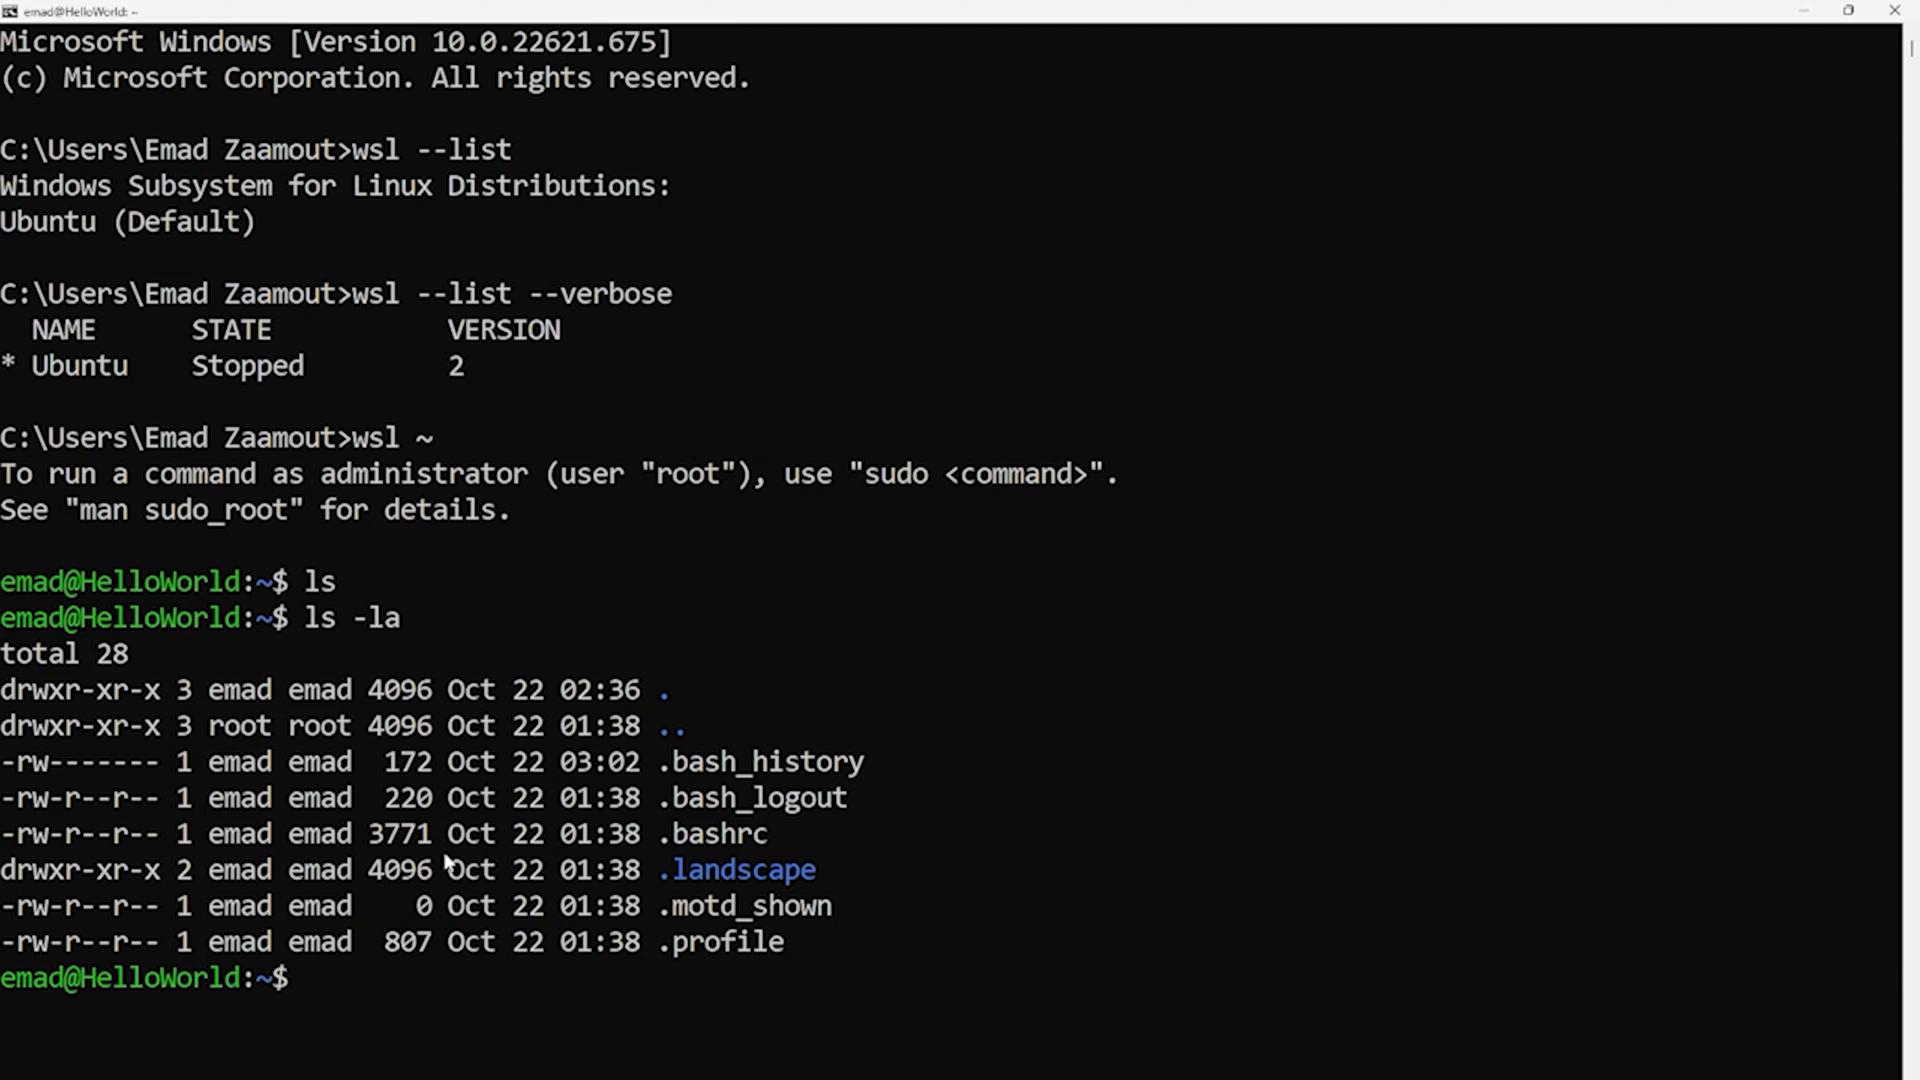 emad@HelloWorld: ~
Microsoft Windows [Version 10.0.22621.675]
(c) Microsoft Corporation. All rights reserved.
C:\Users\Emad Zaamout>wsl --list
Windows Subsystem for Linux Distributions:
Ubuntu (Default)
C:\Users\Emad Zaamout>wsl --list --verbose
  NAME      STATE           VERSION
* Ubuntu    Stopped         2
C:\Users\Emad Zaamout>wsl ~
To run a command as administrator (user "root"), use "sudo <command>".
See "man sudo_root" for details.
emad@HelloWorld:~$ ls
emad@HelloWorld:~$ ls -la
total 28
drwxr-xr-x 3 emad emad 4096 Oct 22 02:36 .
drwxr-xr-x 3 root root 4096 Oct 22 01:38 ..
-rw------- 1 emad emad  172 Oct 22 03:02 .bash_history
-rw-r--r-- 1 emad emad  220 Oct 22 01:38 .bash_logout
-rw-r--r-- 1 emad emad 3771 Oct 22 01:38 .bashrc
drwxr-xr-x 2 emad emad 4096 Oct 22 01:38 .landscape
-rw-r--r-- 1 emad emad    0 Oct 22 01:38 .motd_shown
-rw-r--r-- 1 emad emad  807 Oct 22 01:38 .profile
emad@HelloWorld:~$